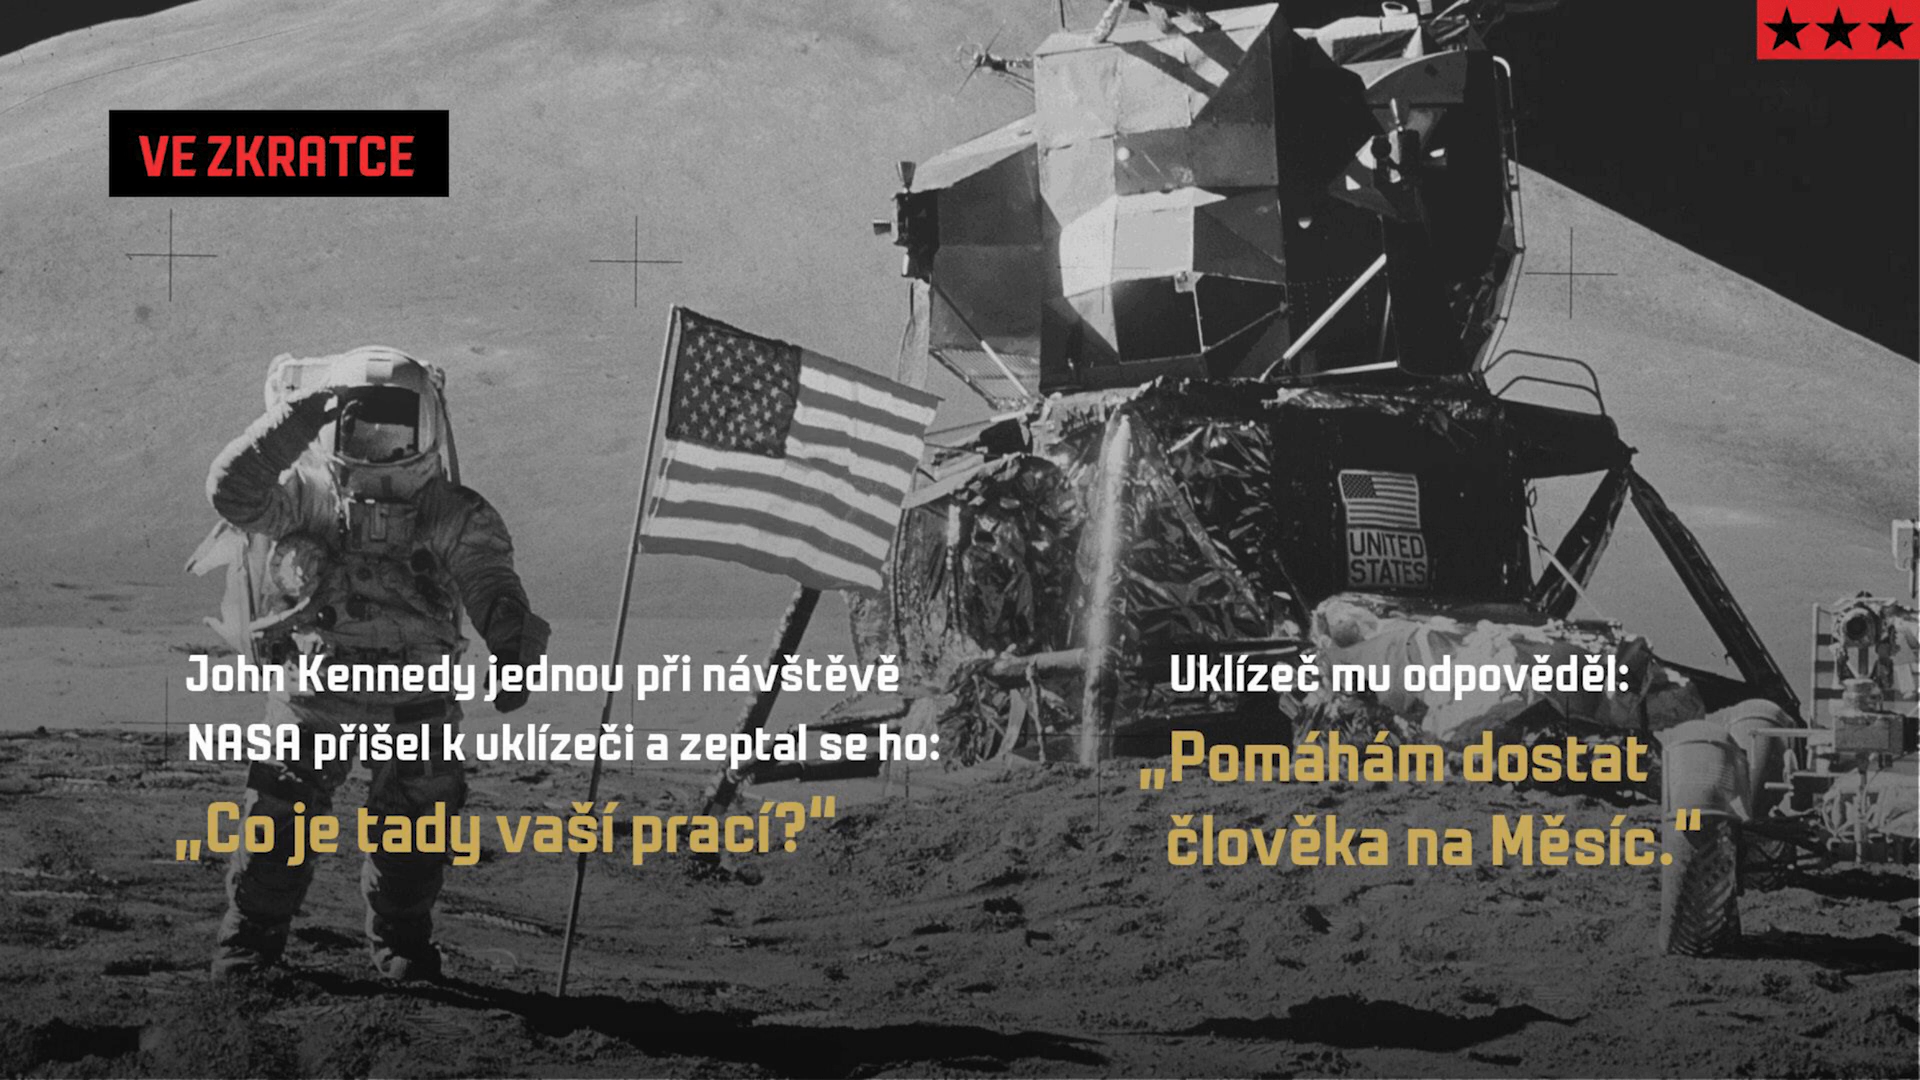 VE ZKRATCE
UNITED
STATES
John Kennedy jednou při návštěvě
NASA přišel k uklízeči a zeptal se ho:
„Co je tady vaší prací?“
Uklízeč mu odpověděl:
„Pomáhám dostat
člověka na Měsíc.“